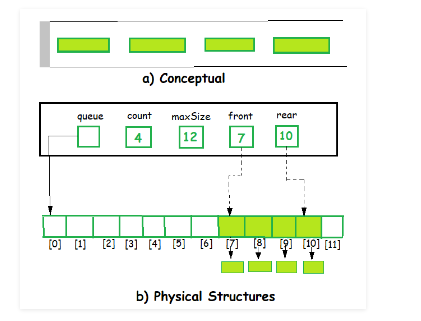 a) Conceptual
queue count maxSize front rear
4 12 7 10
[0] [1] [2] [3] [4] [5] [6] [7] [8] [9] [10] [11]
b) Physical Structures